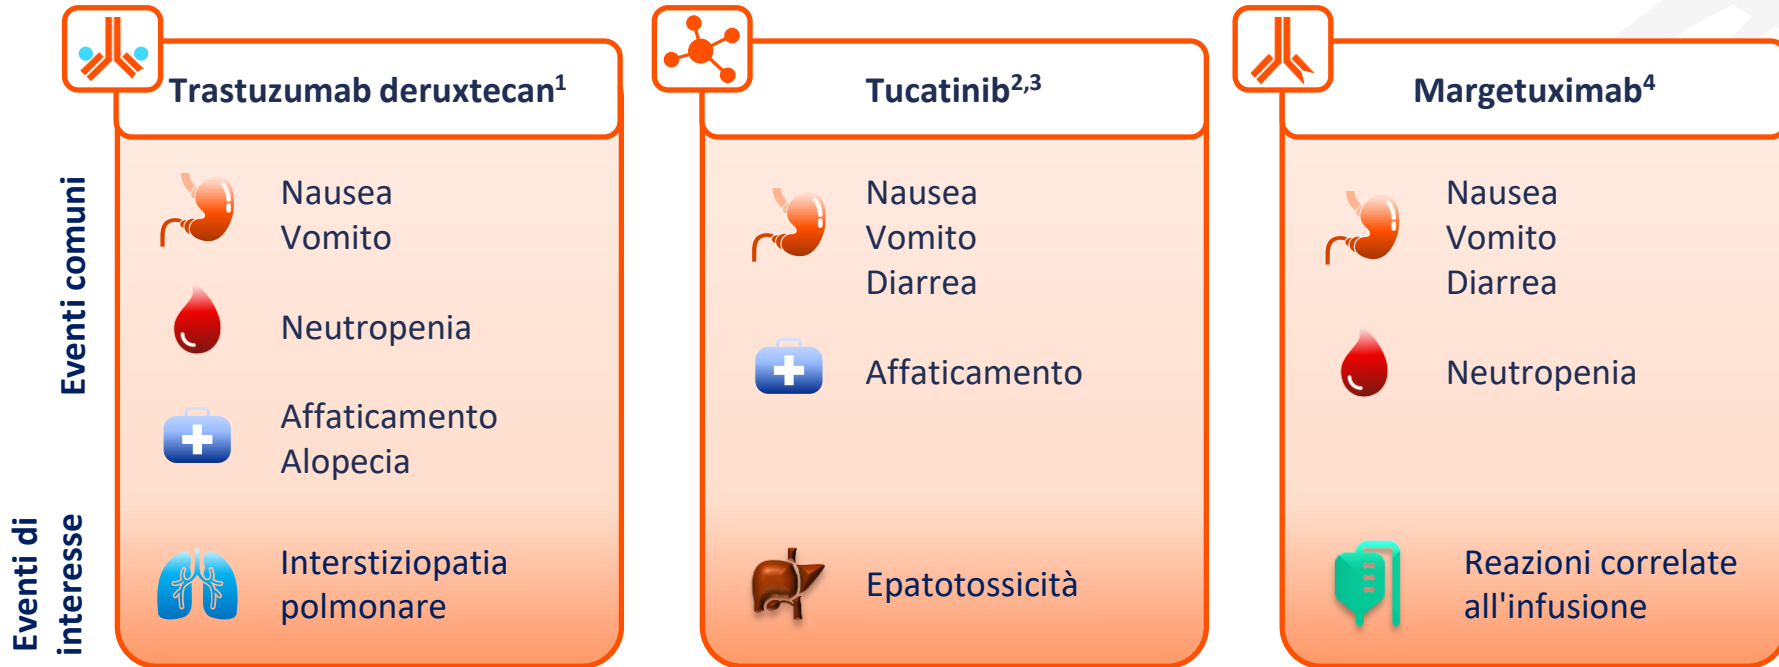 Trastuzumab deruxtecan1
Tucatinib2,3
Margetuximab4
Eventi comuni
Nausea
Vomito
Neutropenia
Affaticamento
Alopecia
Nausea
Vomito
Diarrea
Affaticamento
Nausea
Vomito
Diarrea
Neutropenia
Eventi di
interesse
Interstiziopatia
polmonare
Epatotossicità
Reazioni correlate
all'infusione